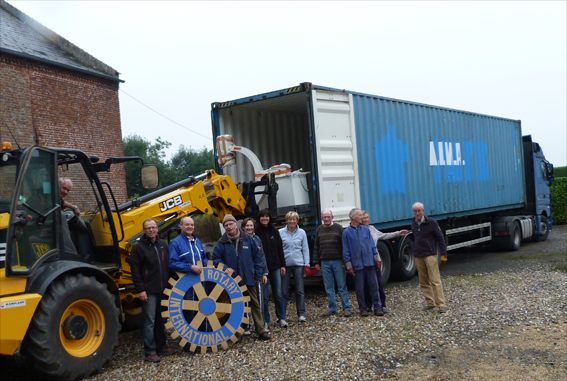 A.I.V.A.
JCB
ROTARY
INTERNATIONAL